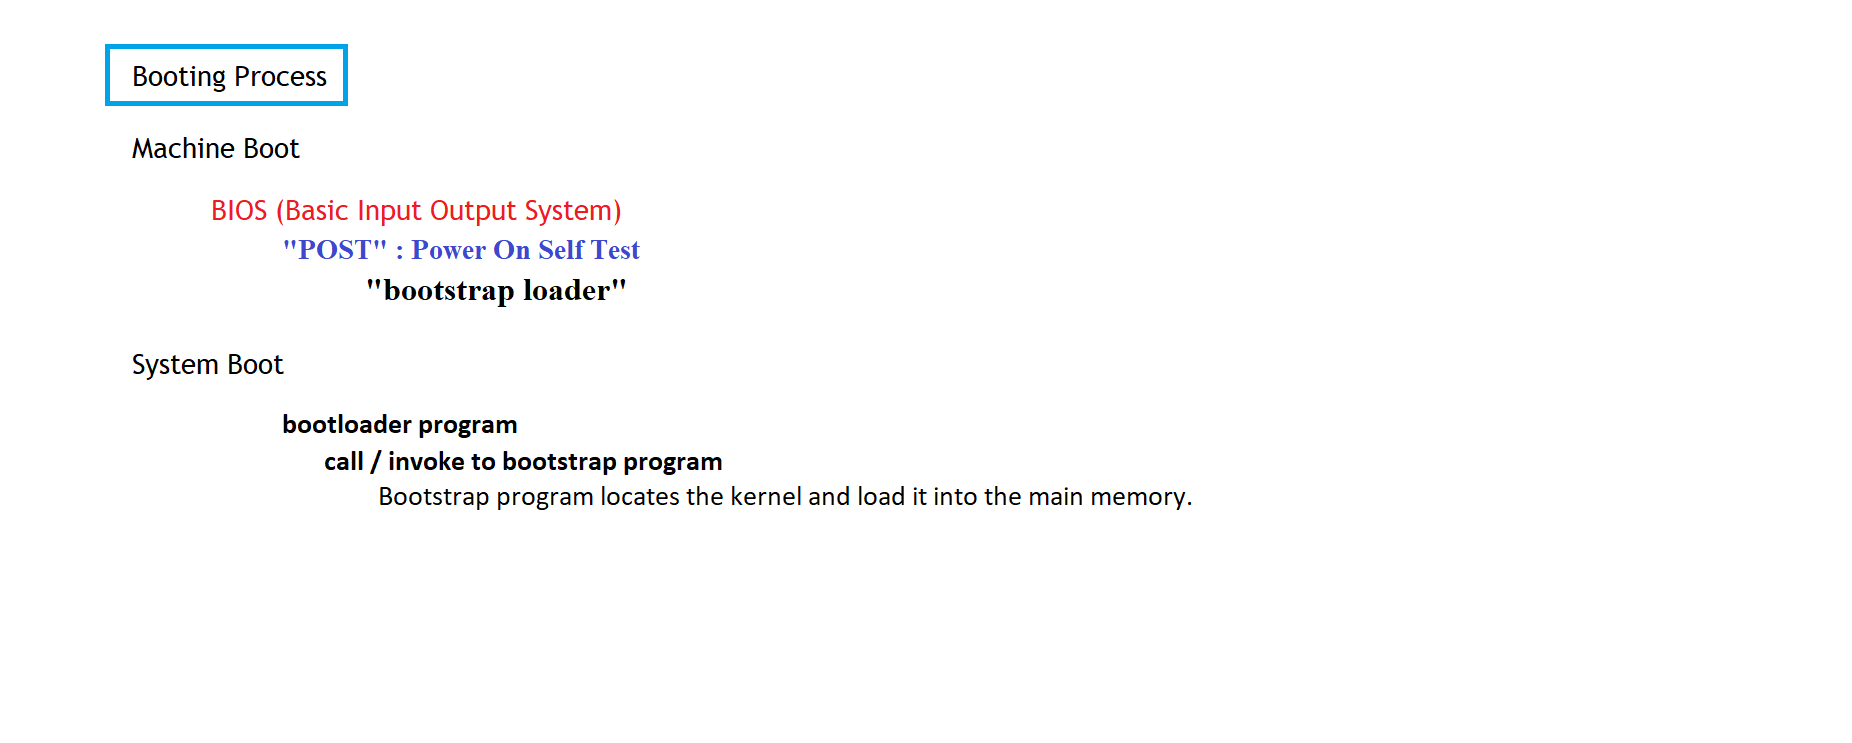 Booting Process
Machine Boot
BIOS (Basic Input Output System)
"POST" : Power On Self Test
"bootstrap loader"
System Boot
bootloader program
call / invoke to bootstrap program
Bootstrap program locates the kernel and load it into the main memory.